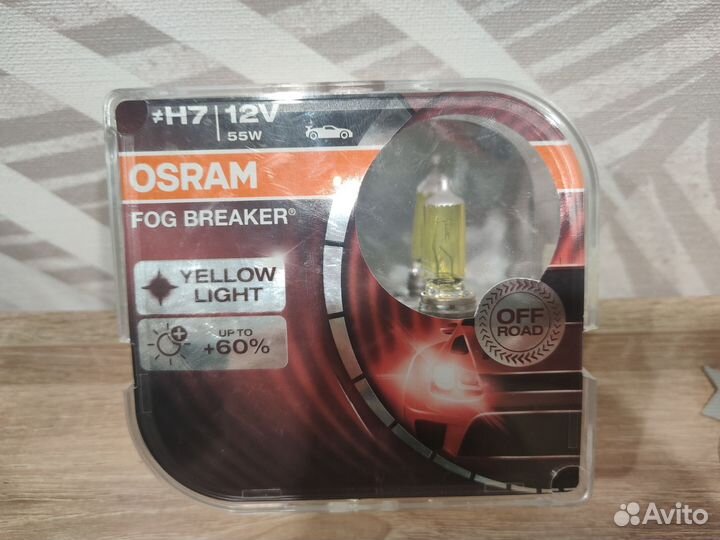 ≠H7 | 12V
55W
OSRAM
FOG BREAKER®
YELLOW
LIGHT
UP TO
+60%
OFF
ROAD
Avito